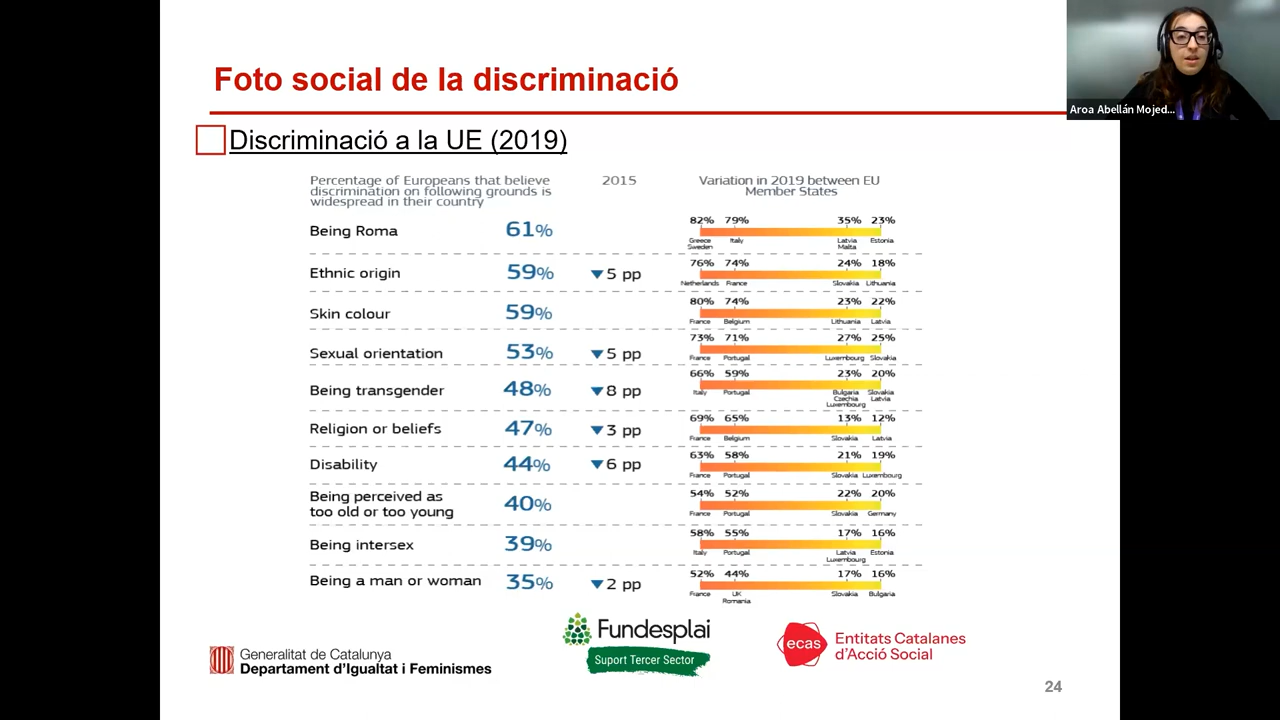 Foto social de la discriminació
Aroa Abellán Mojed...
Discriminació a la UE (2019)
Percentage of Europeans that believe
discrimination on following grounds is
widespread in their country
2015
Variation in 2019 between EU
Member States
Being Roma 61%
82% 79% 35% 23%
Greece Italy Latvia Estonia
Sweden Malta
Ethnic origin 59% ▼5 pp
76% 74% 24% 18%
Netherlands France Slovakia Lithuania
Skin colour 59%
80% 74% 23% 22%
France Belgium Lithuania Latvia
Sexual orientation 53% ▼5 pp
73% 71% 27% 25%
France Portugal Luxembourg Slovakia
Being transgender 48% ▼8 pp
66% 59% 23% 20%
Italy Portugal Bulgaria Slovakia
Czechia Latvia
Luxembourg
Religion or beliefs 47% ▼3 pp
69% 65% 13% 12%
France Belgium Slovakia Latvia
Disability 44% ▼6 pp
63% 58% 21% 19%
France Portugal Slovakia Luxembourg
Being perceived as
too old or too young 40%
54% 52% 22% 20%
France Portugal Slovakia Germany
Being intersex 39%
58% 55% 17% 16%
Italy Portugal Latvia Estonia
Luxembourg
Being a man or woman 35% ▼2 pp
52% 44% 17% 16%
France UK Slovakia Bulgaria
Romania
Generalitat de Catalunya
Departament d'Igualtat i Feminismes
Fundesplai
Suport Tercer Sector
ecas
Entitats Catalanes
d'Acció Social
24